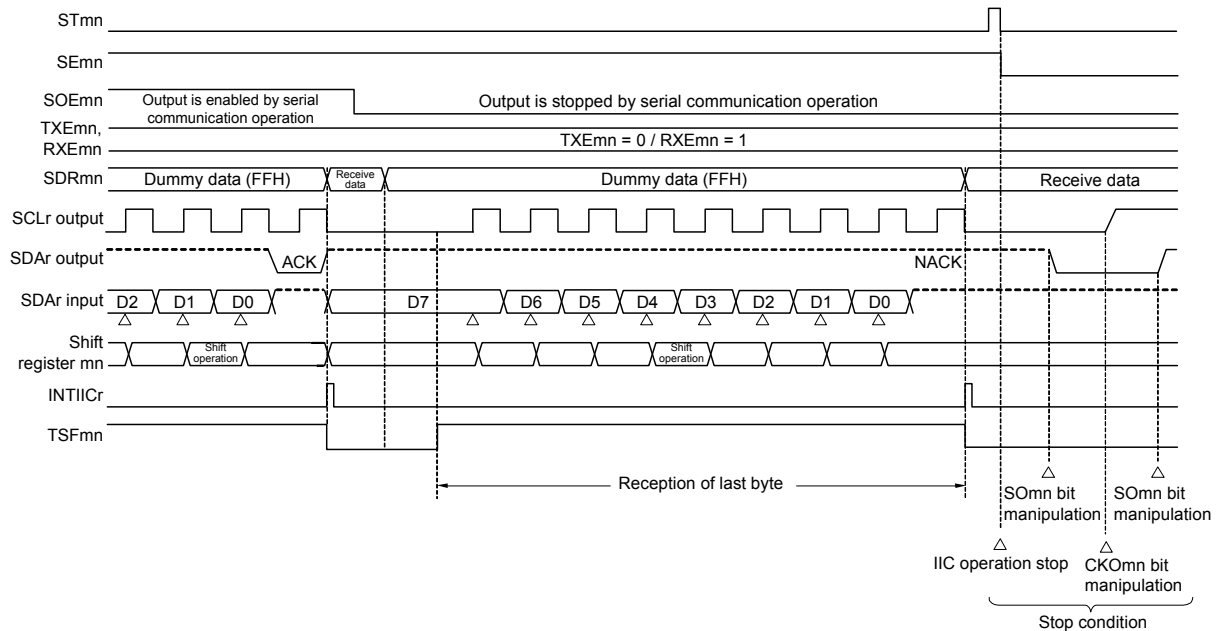 STmn
SEmn
SOEmn
Output is enabled by serial
communication operation
Output is stopped by serial communication operation
TXEmn,
RXEmn
TXEmn = 0 / RXEmn = 1
SDRmn
Dummy data (FFH)
Receive
data
Dummy data (FFH)
Receive data
SCLr output
SDAr output
ACK
NACK
SDAr input
D2 D1 D0 D7 D6 D5 D4 D3 D2 D1 D0
Shift
register mn
Shift
operation
Shift
operation
INTIICr
TSFmn
Reception of last byte
SOmn bit
manipulation
SOmn bit
manipulation
IIC operation stop
CKOmn bit
manipulation
Stop condition